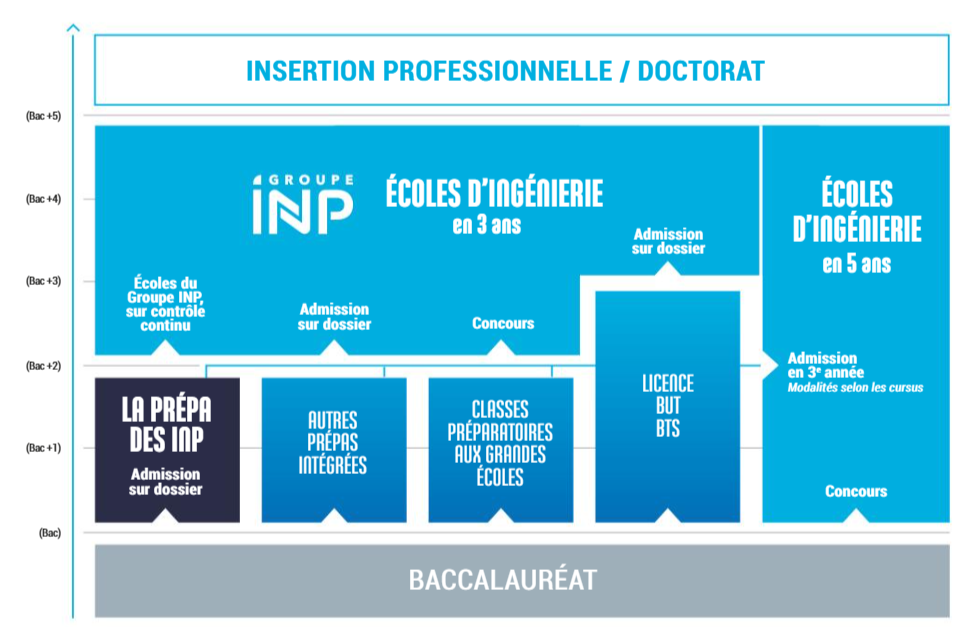 INSERTION PROFESSIONNELLE / DOCTORAT
(Bac +5)
(Bac +4)
(Bac +3)
(Bac +2)
(Bac +1)
(Bac)
GROUPE
INP
ÉCOLES D'INGÉNIERIE
en 3 ans
ÉCOLES
D'INGÉNIERIE
en 5 ans
Admission
sur dossier
Écoles du
Groupe INP,
sur contrôle
continu
Admission
sur dossier
Concours
Admission
en 3e année
Modalités selon les cursus
LA PRÉPA
DES INP
Admission
sur dossier
AUTRES
PRÉPAS
INTÉGRÉES
CLASSES
PRÉPARATOIRES
AUX GRANDES
ÉCOLES
LICENCE
BUT
BTS
Concours
BACCALAURÉAT